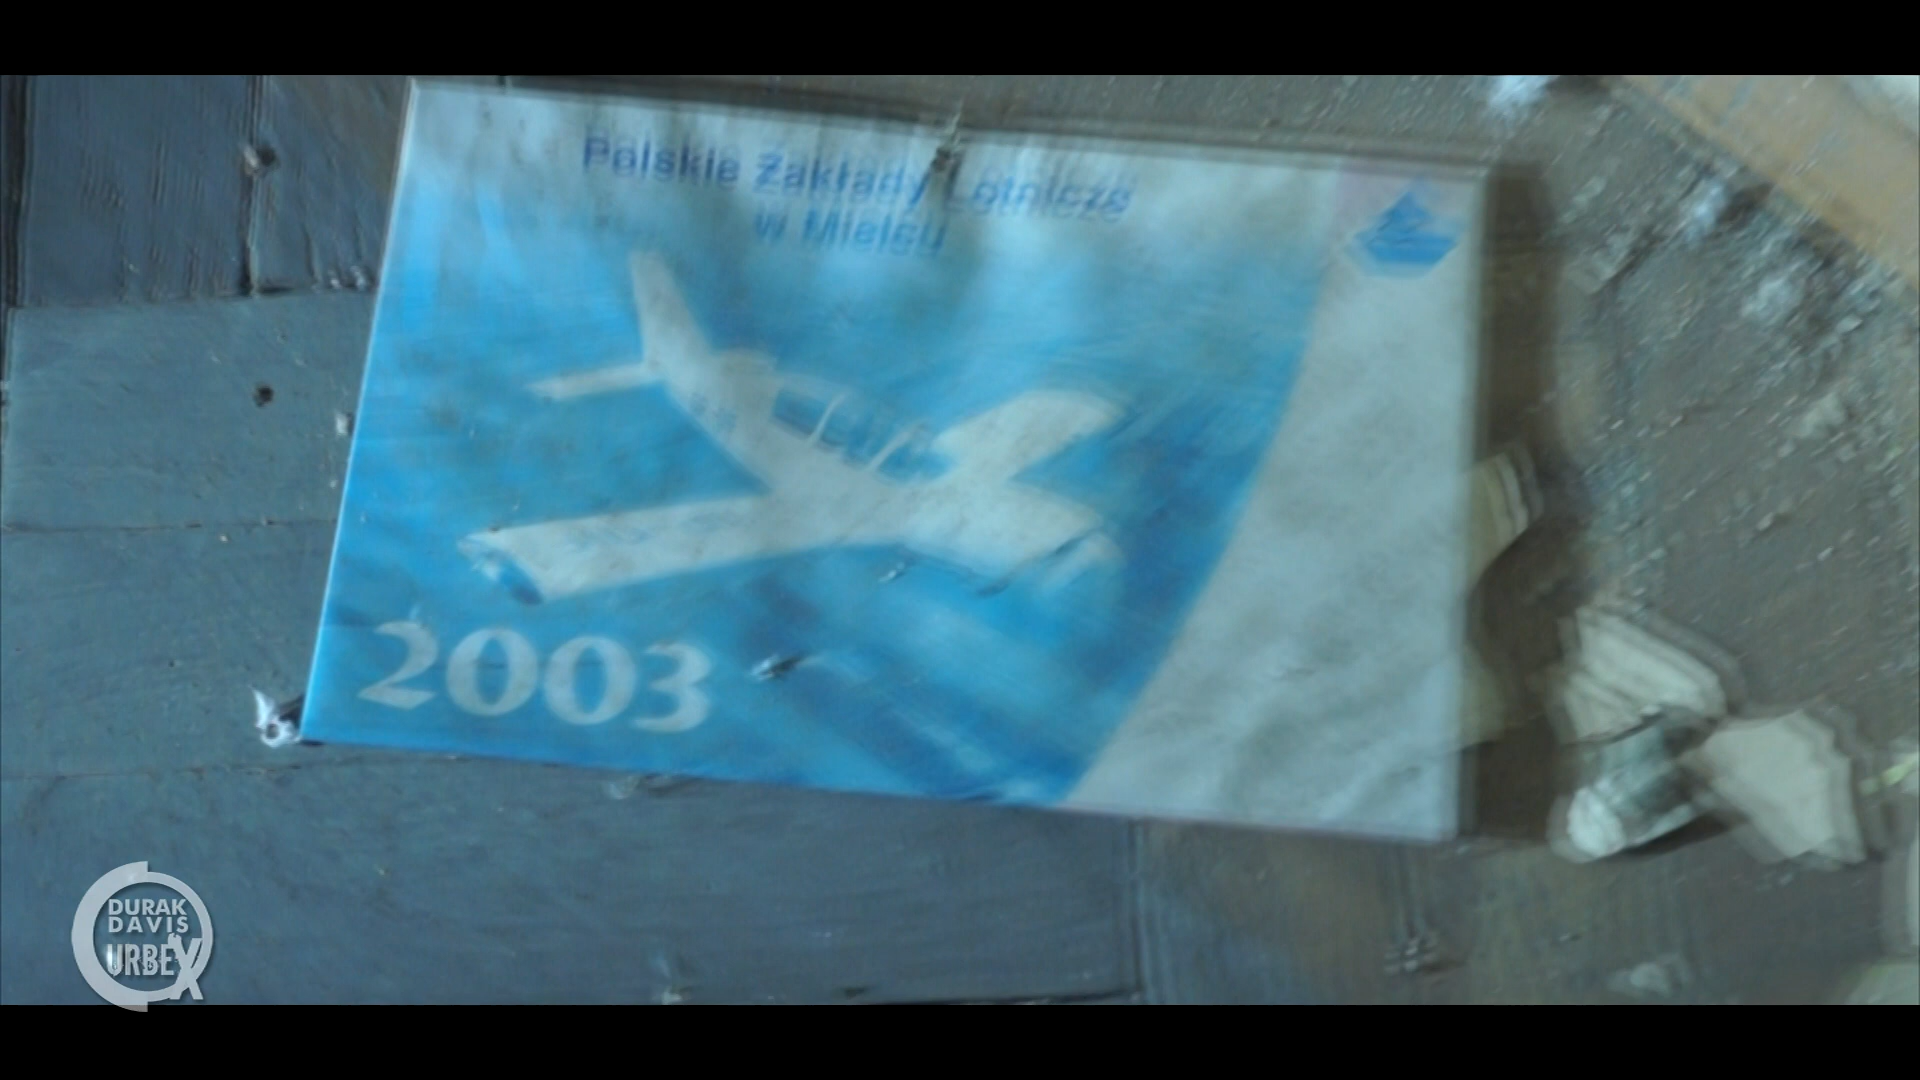 Polskie Zakłady Lotnicze
w Mielcu
2003
DURAK
DAVIS
URBEX